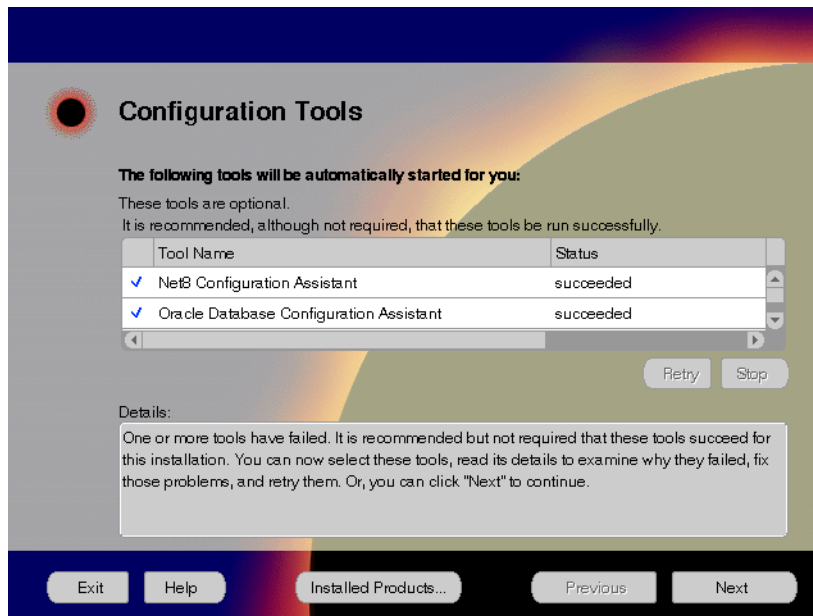 Configuration Tools
The following tools will be automatically started for you:
These tools are optional.
It is recommended, although not required, that these tools be run successfully.
Tool Name Status
Net8 Configuration Assistant succeeded
Oracle Database Configuration Assistant succeeded
Retry Stop
Details:
One or more tools have failed. It is recommended but not required that these tools succeed for
this installation. You can now select these tools, read its details to examine why they failed, fix
those problems, and retry them. Or, you can click "Next" to continue.
Exit Help Installed Products... Previous Next